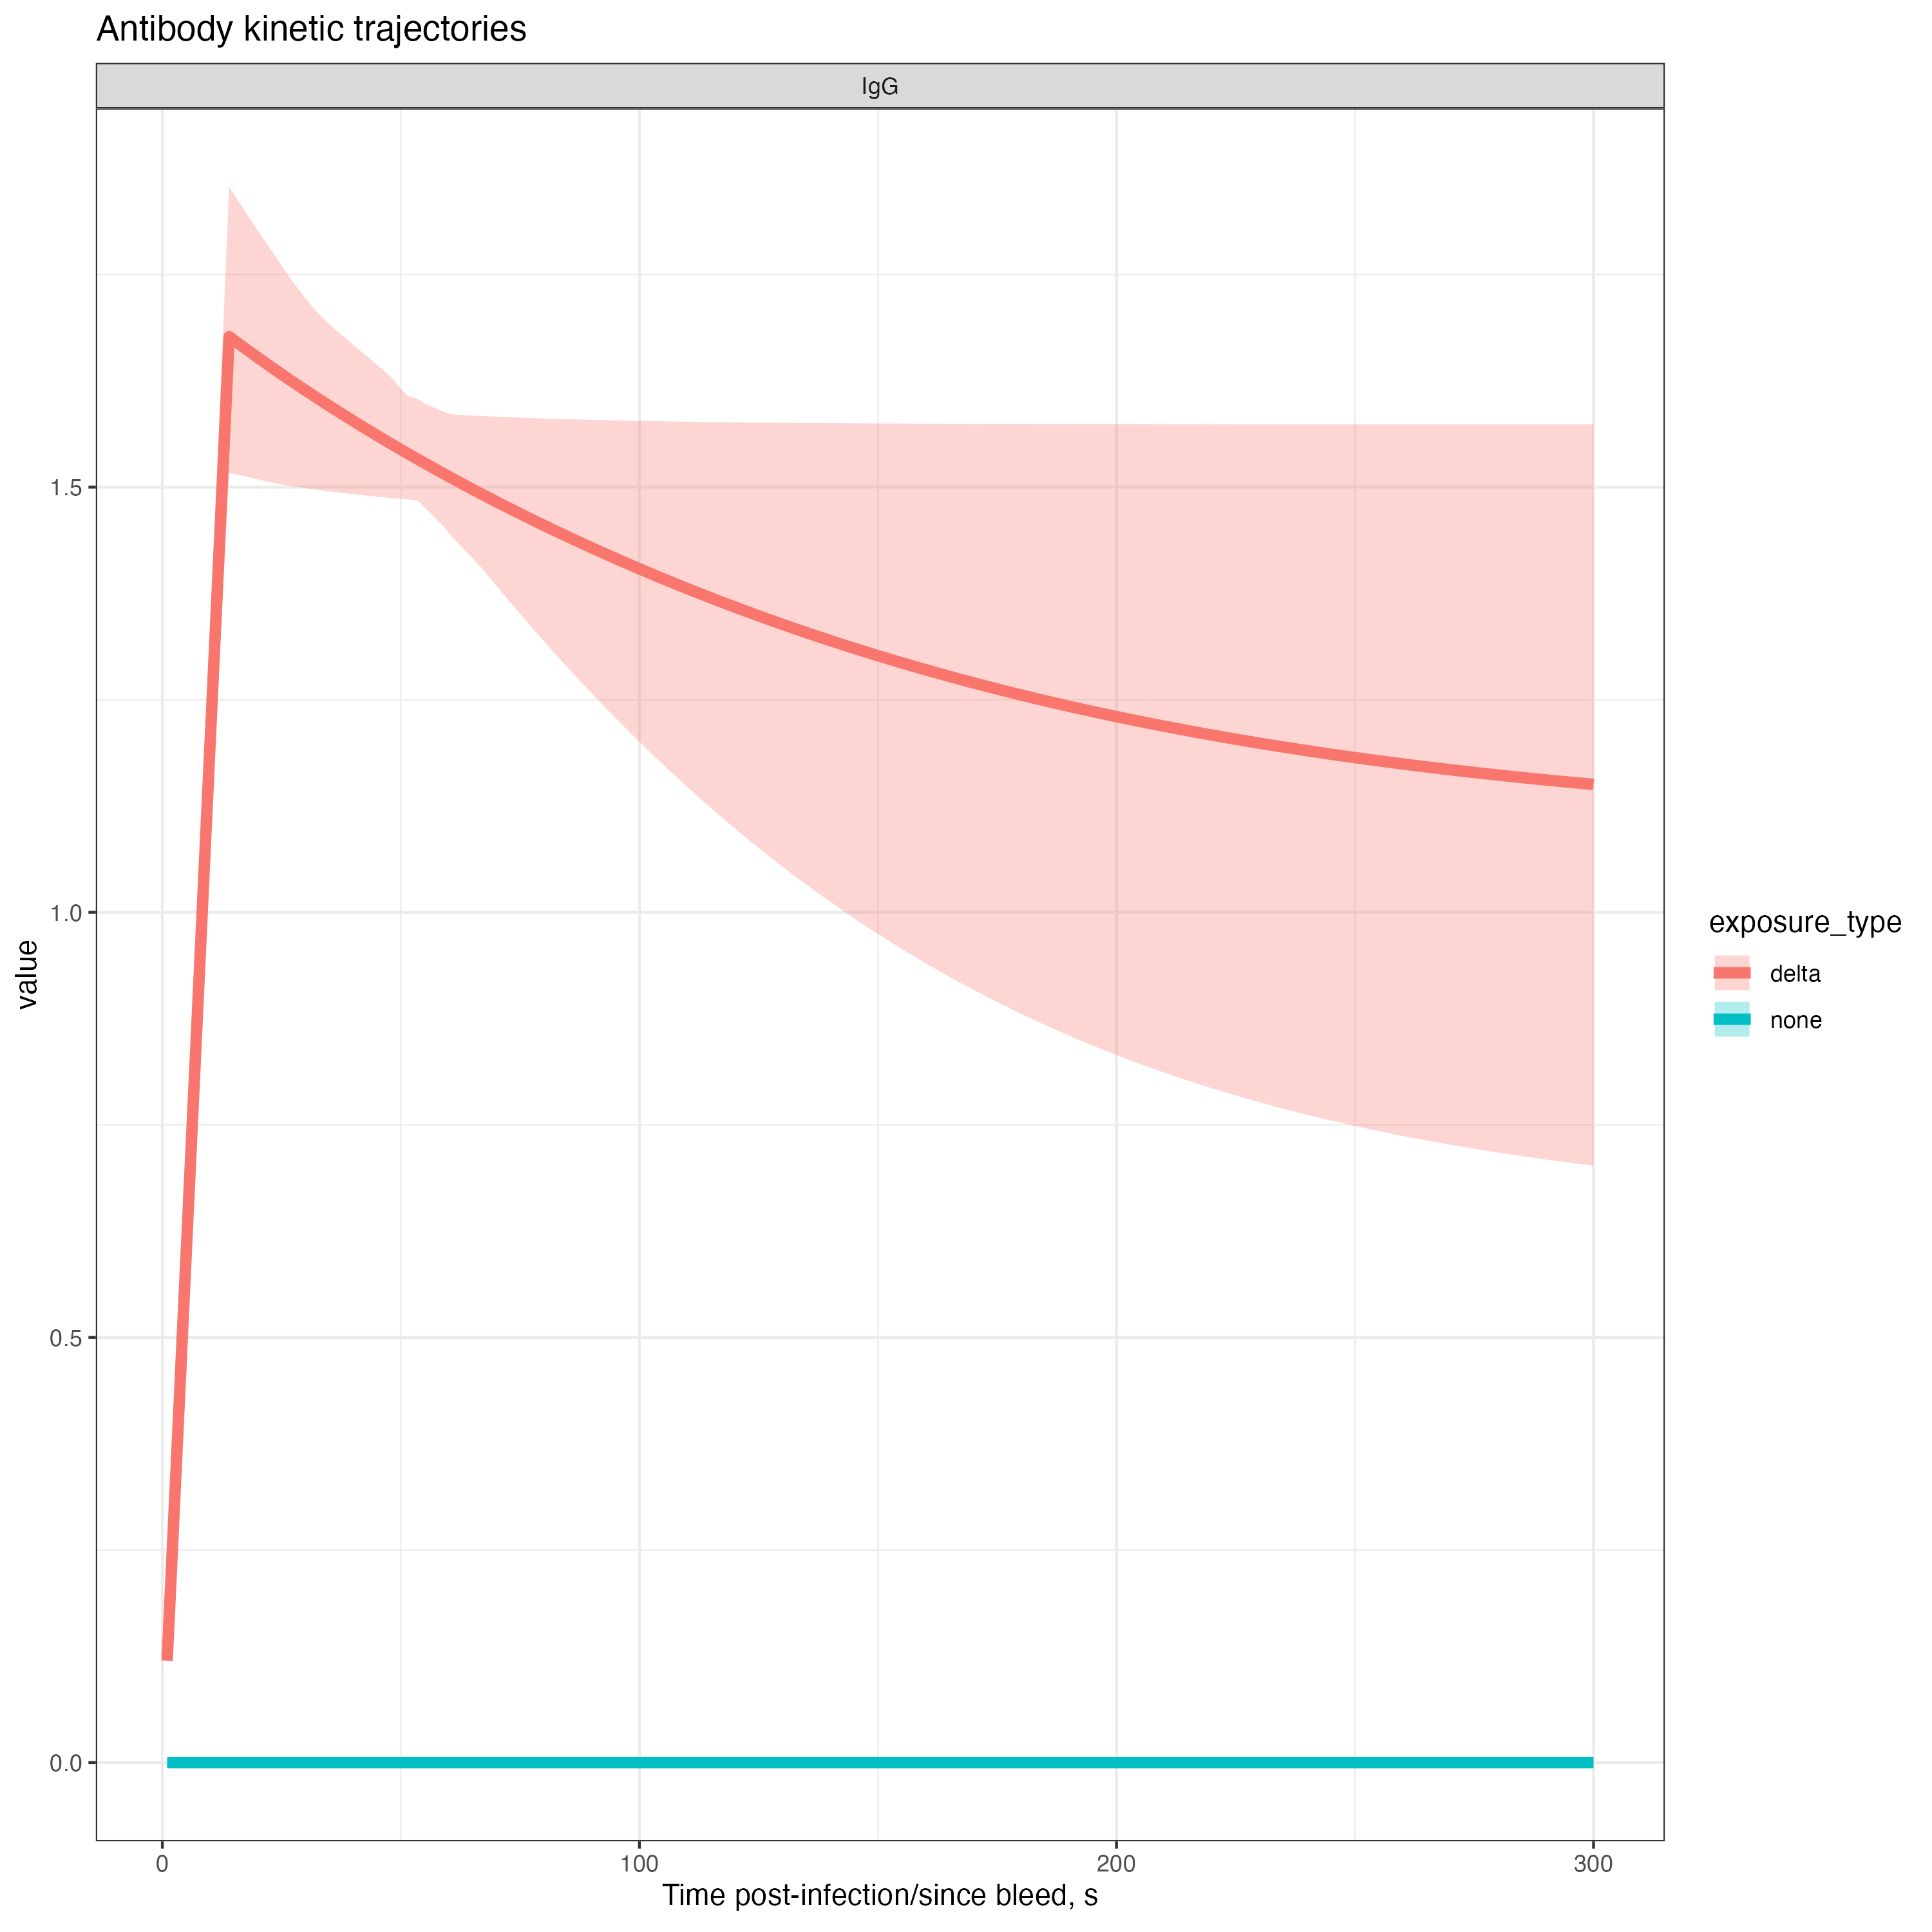 Antibody kinetic trajectories
IgG
value
1.5
1.0
0.5
0.0
0 100 200 300
Time post-infection/since bleed, s
exposure_type
delta
none